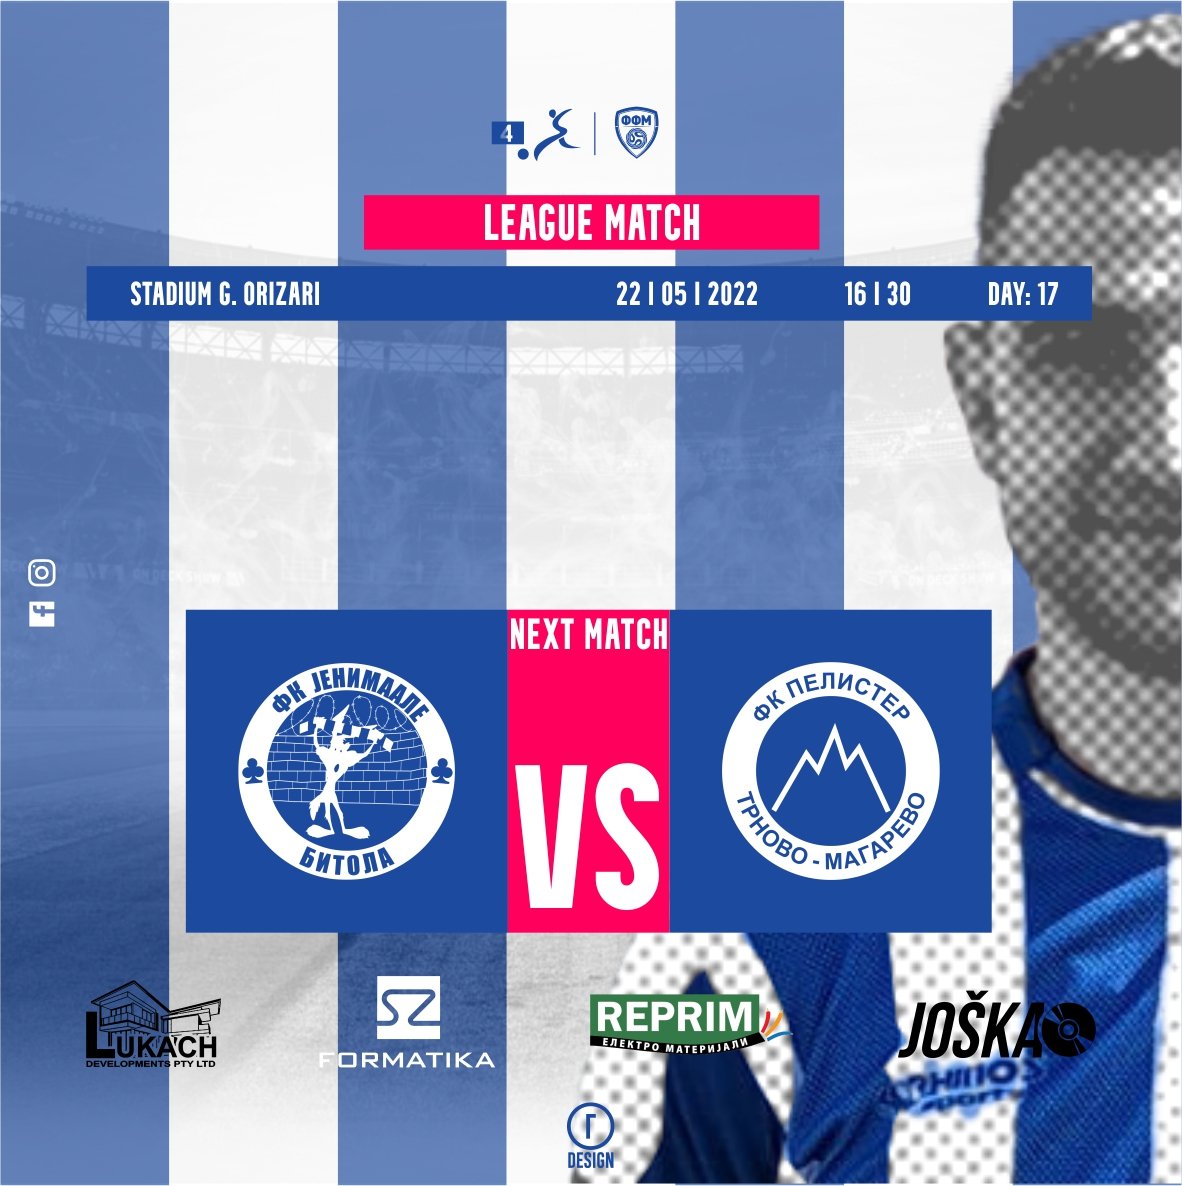 4
ФФМ
LEAGUE MATCH
STADIUM G. ORIZARI 22 | 05 | 2022 16 | 30 DAY: 17
NEXT MATCH
VS
ФК ЈЕНИМААЛЕ
БИТОЛА
ФК ПЕЛИСТЕР
ТРНОВО - МАГАРЕВО
LUKACH
DEVELOPMENTS PTY LTD
SZ
FORMATIKA
REPRIM
ЕЛЕКТРО МАТЕРИЈАЛИ
JOŠKA
Г
DESIGN